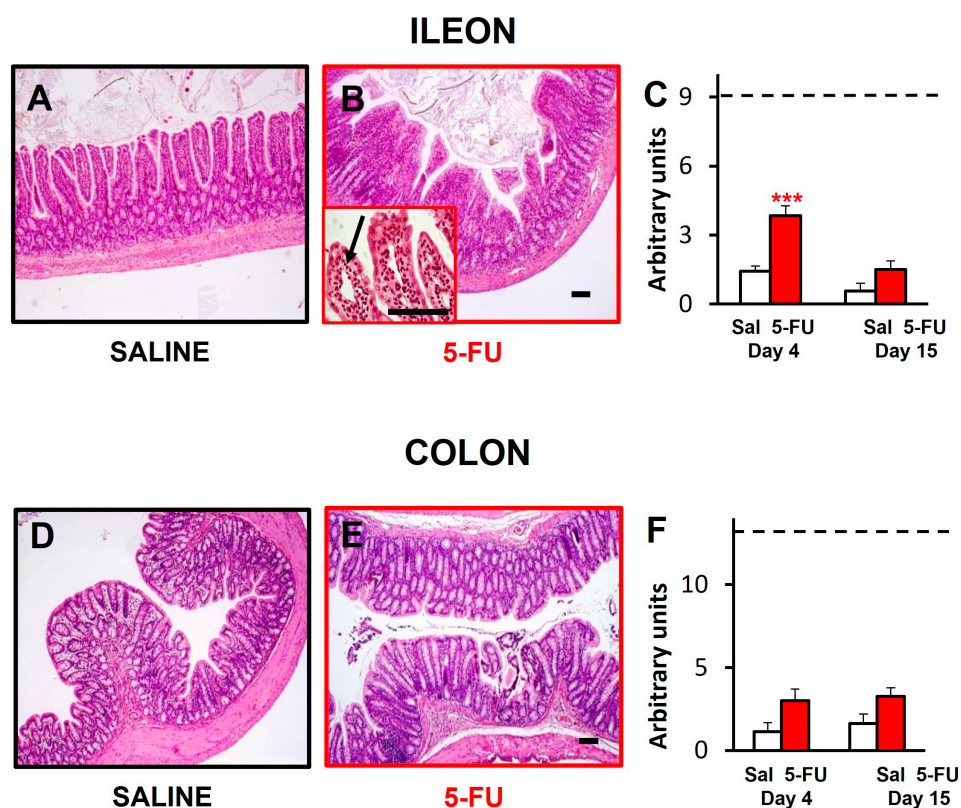 ILEON
A
B
C
9
6
3
0
Arbitrary units
***
Sal 5-FU Sal 5-FU
Day 4 Day 15
SALINE
5-FU
COLON
D
E
F
10
5
0
Arbitrary units
Sal 5-FU Sal 5-FU
Day 4 Day 15
SALINE
5-FU